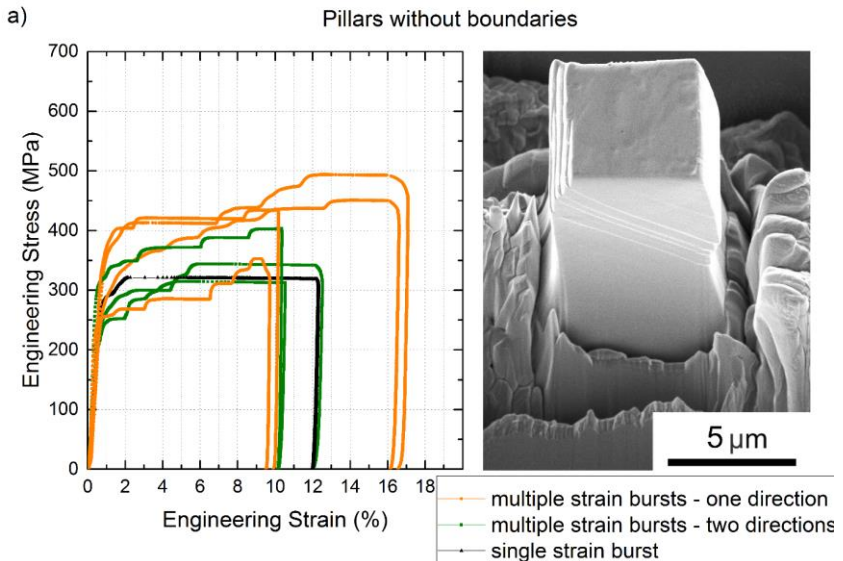 a)
Pillars without boundaries
700
600
500
400
300
200
100
0
0 2 4 6 8 10 12 14 16 18
Engineering Stress (MPa)
Engineering Strain (%)
5 µm
multiple strain bursts - one direction
multiple strain bursts - two directions
single strain burst